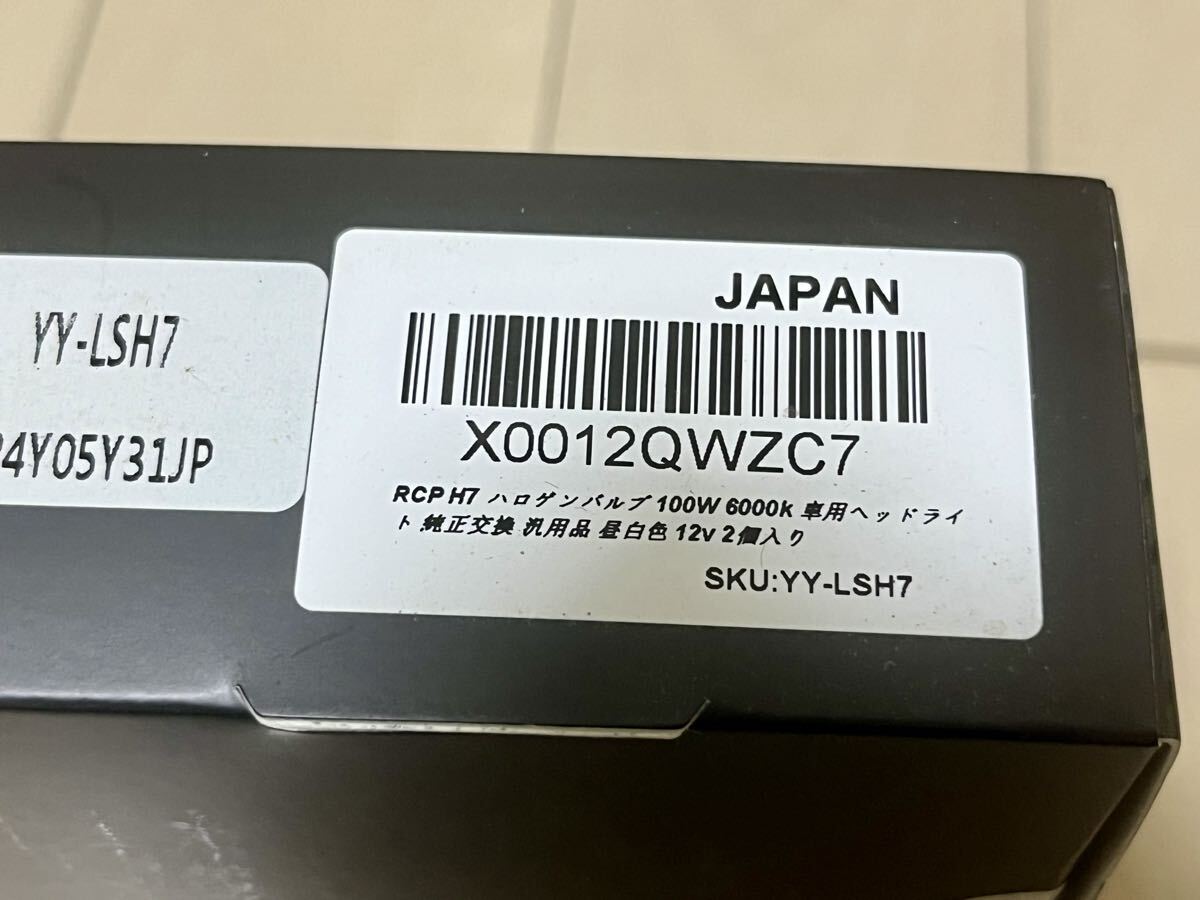 YY-LSH7
4Y05Y31JP
JAPAN
X0012QWZC7
RCP H7 ハロゲンバルブ 100W 6000k 車用ヘッドライ
ト 純正交換 汎用品 昼白色 12v 2個入り
SKU:YY-LSH7